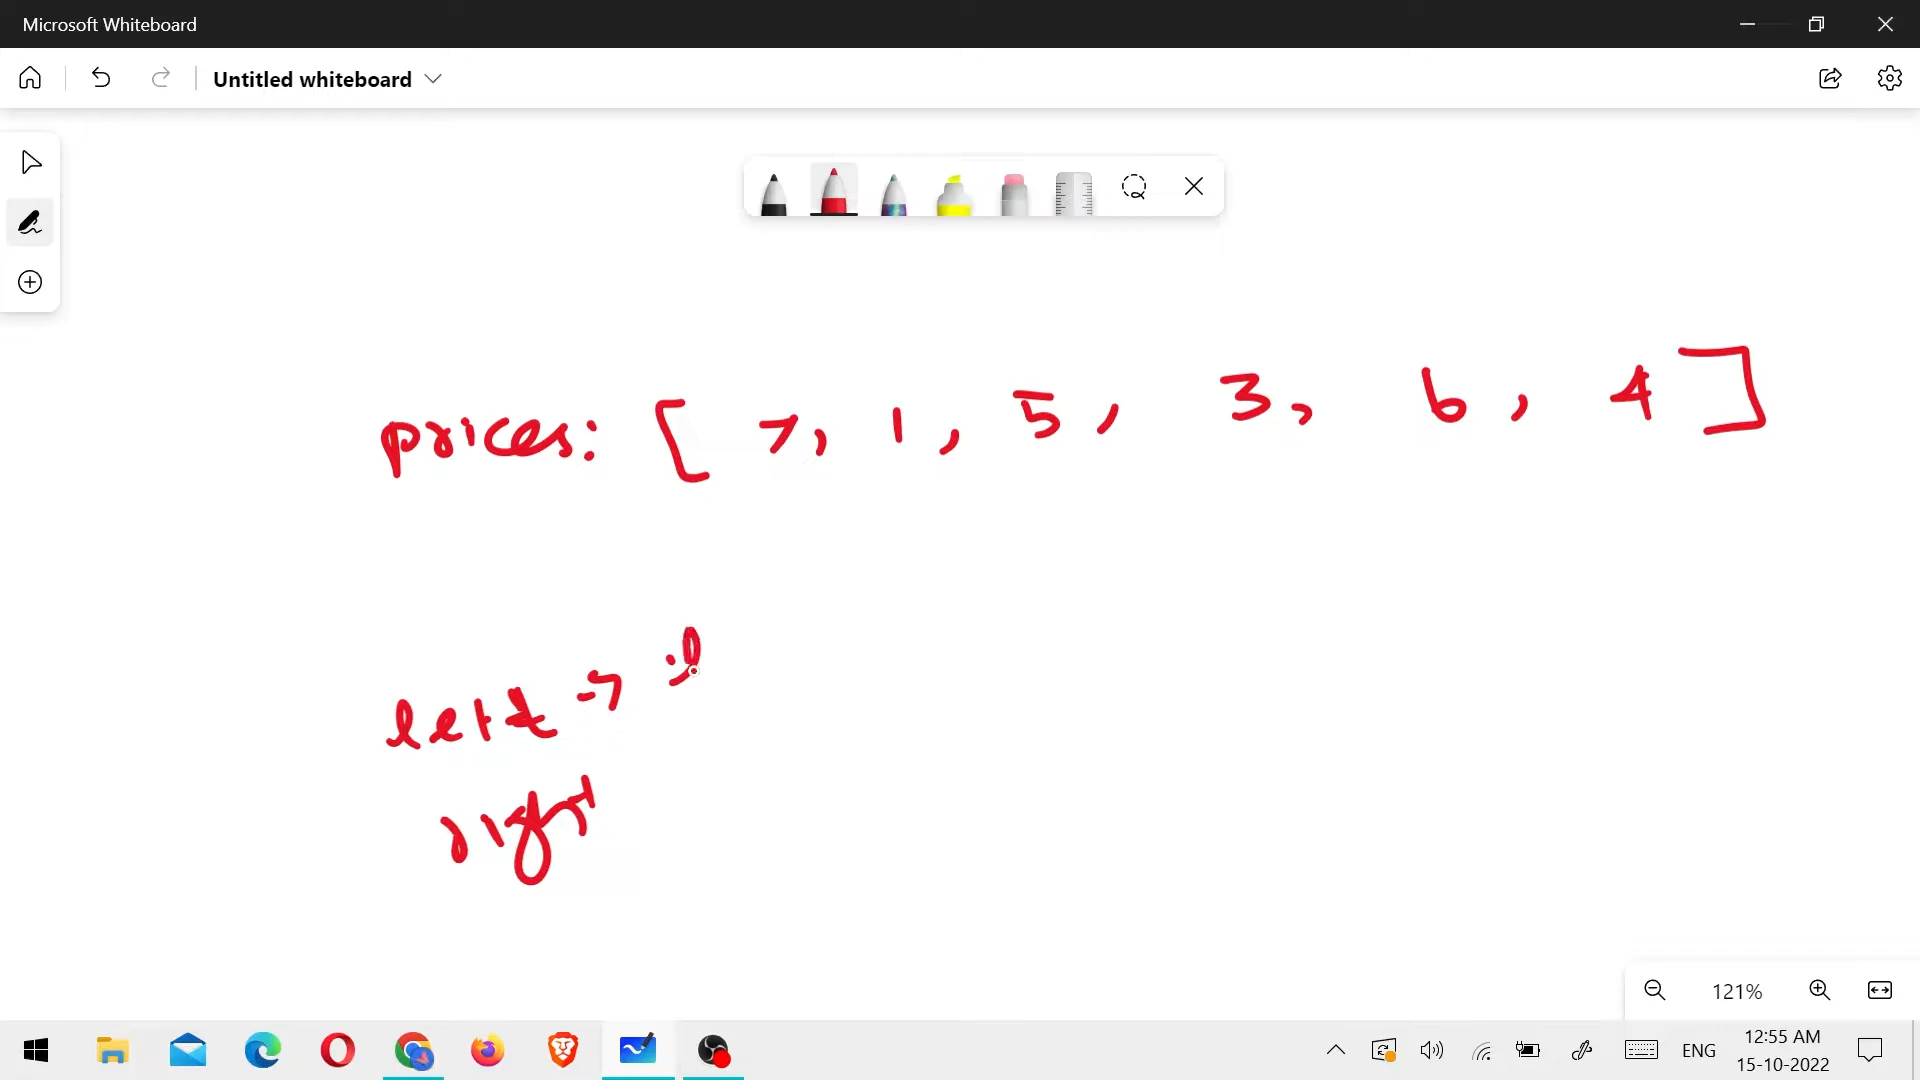 Microsoft Whiteboard
Untitled whiteboard
prices: [ 7, 1, 5, 3, 6, 4 ]
left ->
right
121%
ENG
12:55 AM
15-10-2022